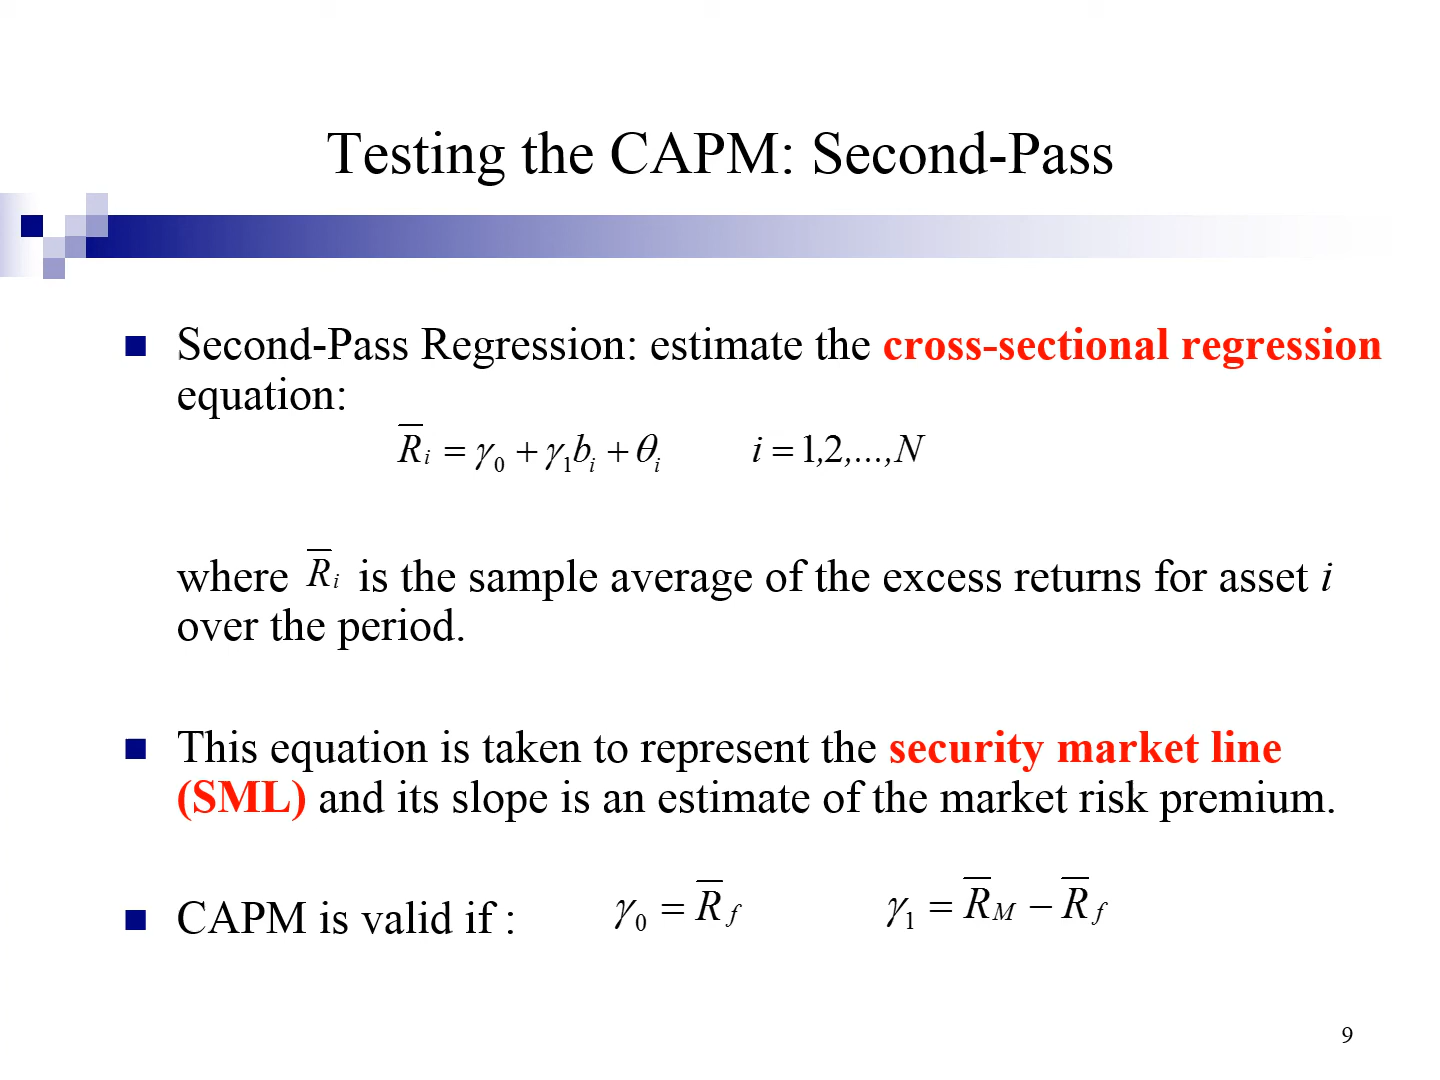 Testing the CAPM: Second-Pass
■ Second-Pass Regression: estimate the cross-sectional regression
equation:
R̅ᵢ = γ₀ + γ₁bᵢ + θᵢ i = 1,2,...,N
where R̅ᵢ is the sample average of the excess returns for asset i
over the period.
■ This equation is taken to represent the security market line
(SML) and its slope is an estimate of the market risk premium.
■ CAPM is valid if : γ₀ = R̅_f γ₁ = R̅_M − R̅_f
9